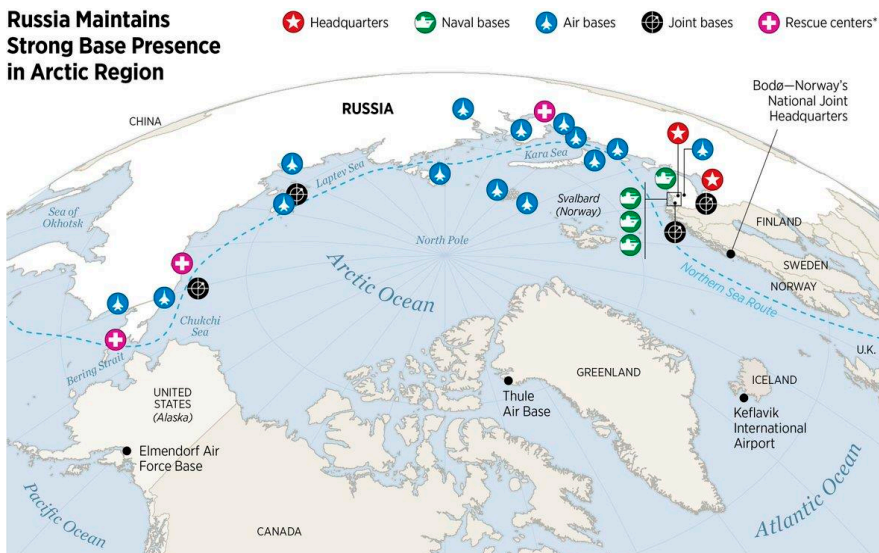 Russia Maintains
Strong Base Presence
in Arctic Region
Headquarters
Naval bases
Air bases
Joint bases
Rescue centers*
Bodø—Norway's
National Joint
Headquarters
RUSSIA
CHINA
Kara Sea
Laptev Sea
Sea of
Okhotsk
Svalbard
(Norway)
FINLAND
North Pole
SWEDEN
NORWAY
Arctic Ocean
Northern Sea Route
Chukchi
Sea
Bering Strait
U.K.
GREENLAND
ICELAND
UNITED
STATES
(Alaska)
Thule
Air Base
Keflavik
International
Airport
Elmendorf Air
Force Base
Pacific Ocean
Atlantic Ocean
CANADA